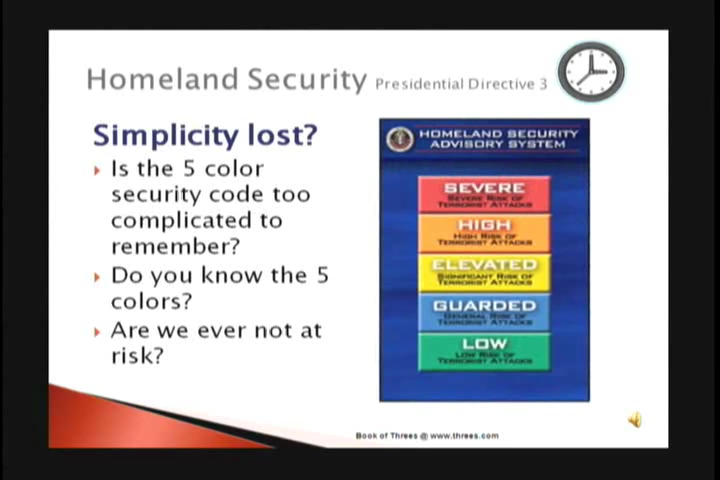 Homeland Security Presidential Directive 3
Simplicity lost?
Is the 5 color
security code too
complicated to
remember?
Do you know the 5
colors?
Are we ever not at
risk?
HOMELAND SECURITY
ADVISORY SYSTEM
SEVERE
SEVERE RISK OF
TERRORIST ATTACKS
HIGH
HIGH RISK OF
TERRORIST ATTACKS
ELEVATED
SIGNIFICANT RISK OF
TERRORIST ATTACKS
GUARDED
GENERAL RISK OF
TERRORIST ATTACKS
LOW
LOW RISK OF
TERRORIST ATTACKS
Book of Threes @ www.threes.com